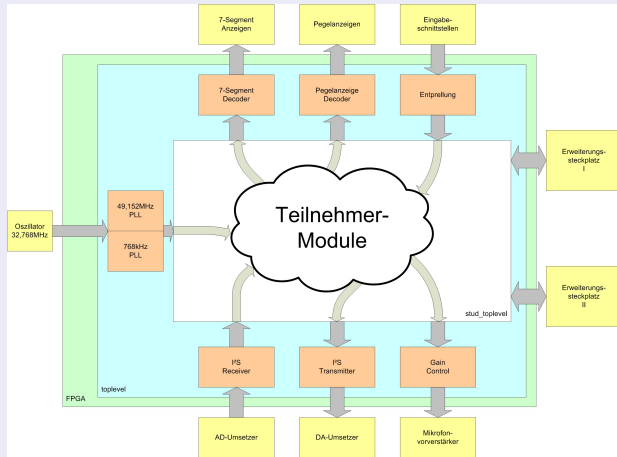 7-Segment
Anzeigen
Pegelanzeigen
Eingabe-
schnittstellen
7-Segment
Decoder
Pegelanzeige
Decoder
Entprellung
Erweiterungs-
steckplatz
I
49,152MHz
PLL
Oszillator
32,768MHz
768kHz
PLL
Teilnehmer-
Module
Erweiterungs-
steckplatz
II
stud_toplevel
I²S
Receiver
I²S
Transmitter
Gain
Control
toplevel
FPGA
AD-Umsetzer
DA-Umsetzer
Mikrofon-
vorverstärker